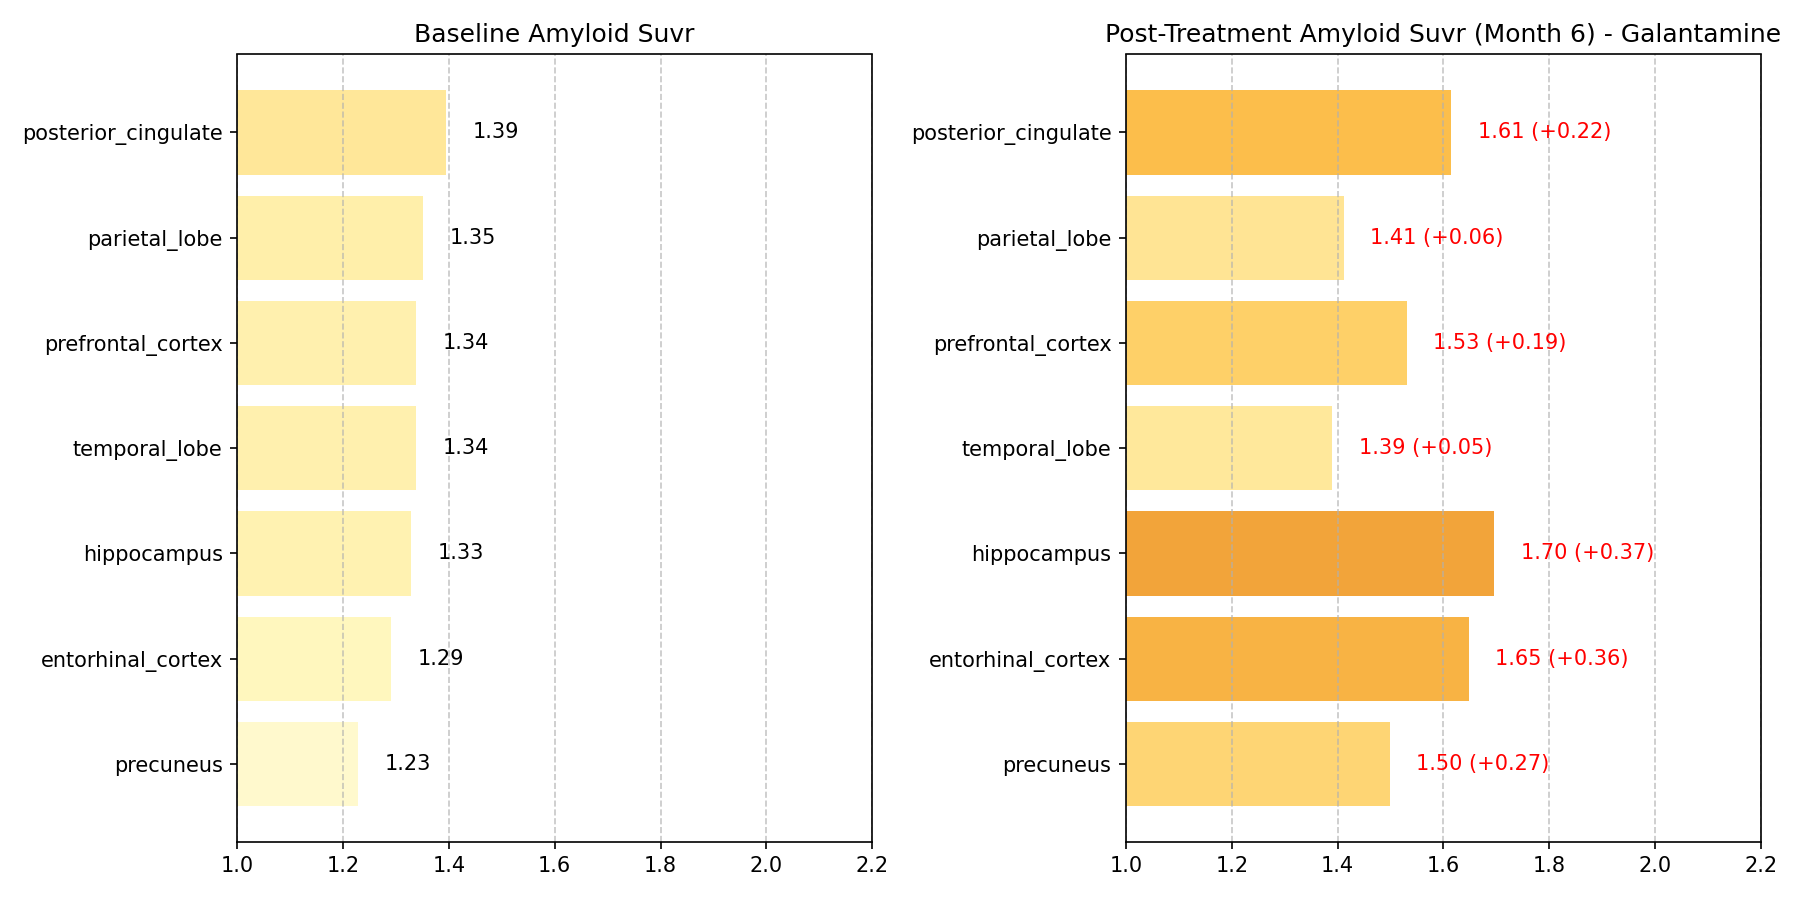 Baseline Amyloid Suvr
posterior_cingulate
1.39
parietal_lobe
1.35
prefrontal_cortex
1.34
temporal_lobe
1.34
hippocampus
1.33
entorhinal_cortex
1.29
precuneus
1.23
1.0 1.2 1.4 1.6 1.8 2.0 2.2
Post-Treatment Amyloid Suvr (Month 6) - Galantamine
posterior_cingulate
1.61 (+0.22)
parietal_lobe
1.41 (+0.06)
prefrontal_cortex
1.53 (+0.19)
temporal_lobe
1.39 (+0.05)
hippocampus
1.70 (+0.37)
entorhinal_cortex
1.65 (+0.36)
precuneus
1.50 (+0.27)
1.0 1.2 1.4 1.6 1.8 2.0 2.2